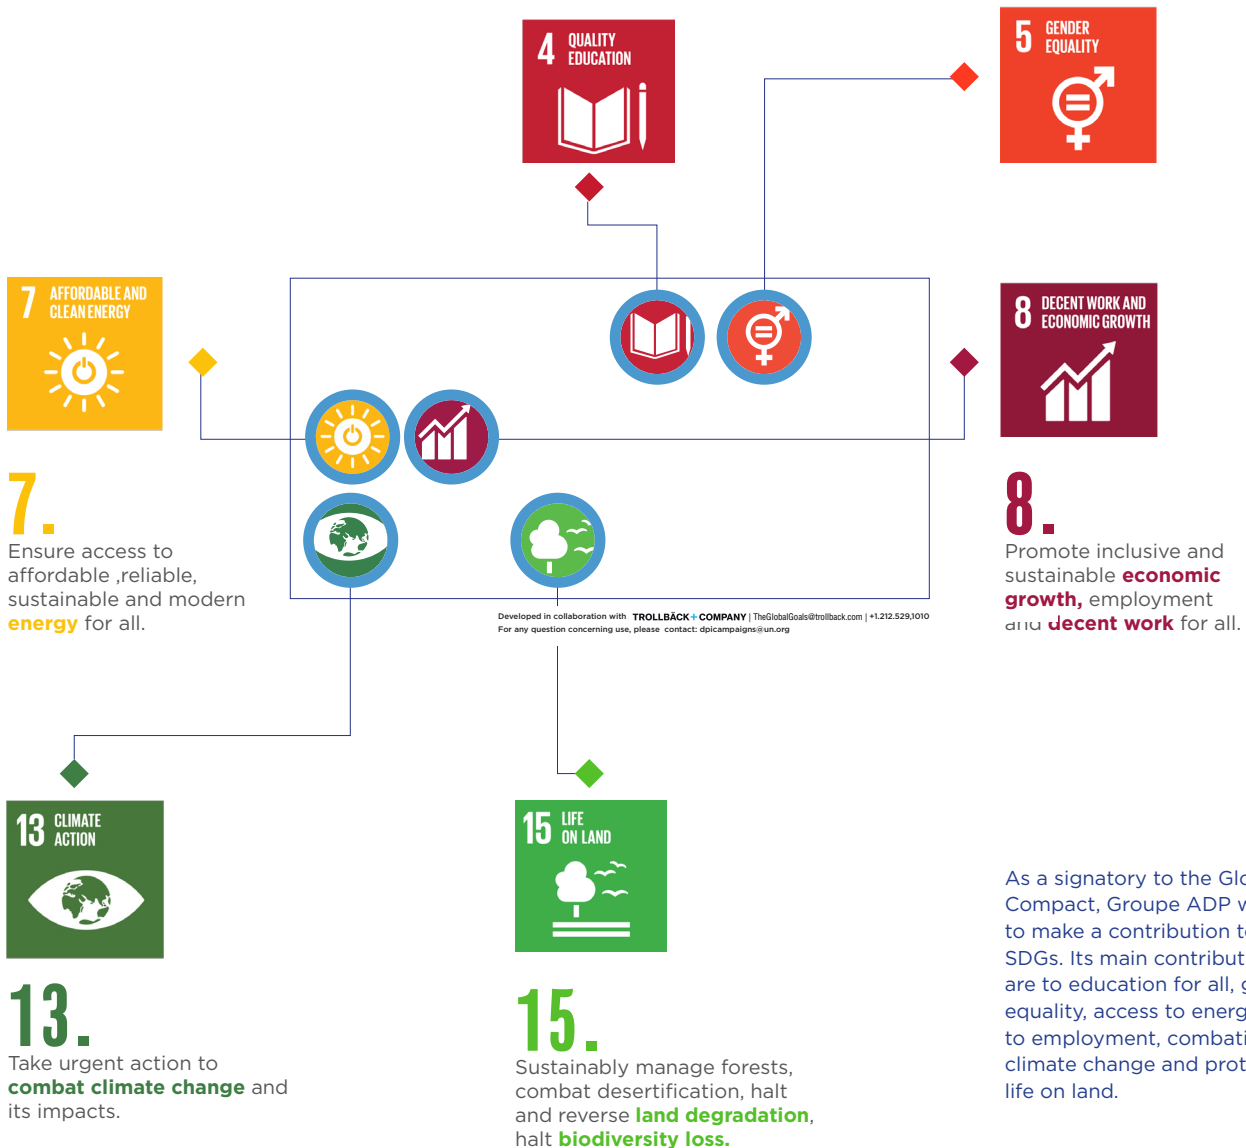 4 QUALITY
EDUCATION
5 GENDER
EQUALITY
7 AFFORDABLE AND
CLEAN ENERGY
8 DECENT WORK AND
ECONOMIC GROWTH
7.
Ensure access to
affordable ,reliable,
sustainable and modern
energy for all.
8.
Promote inclusive and
sustainable economic
growth, employment
and decent work for all.
Developed in collaboration with TROLLBÄCK+COMPANY | TheGlobalGoals@trollback.com | +1.212.529,1010
For any question concerning use, please contact: dpicampaigns@un.org
13 CLIMATE
ACTION
15 LIFE
ON LAND
13.
Take urgent action to
combat climate change and
its impacts.
15.
Sustainably manage forests,
combat desertification, halt
and reverse land degradation,
halt biodiversity loss.
As a signatory to the Glo
Compact, Groupe ADP
to make a contribution
SDGs. Its main contribut
are to education for all,
equality, access to energ
to employment, combati
climate change and prot
life on land.